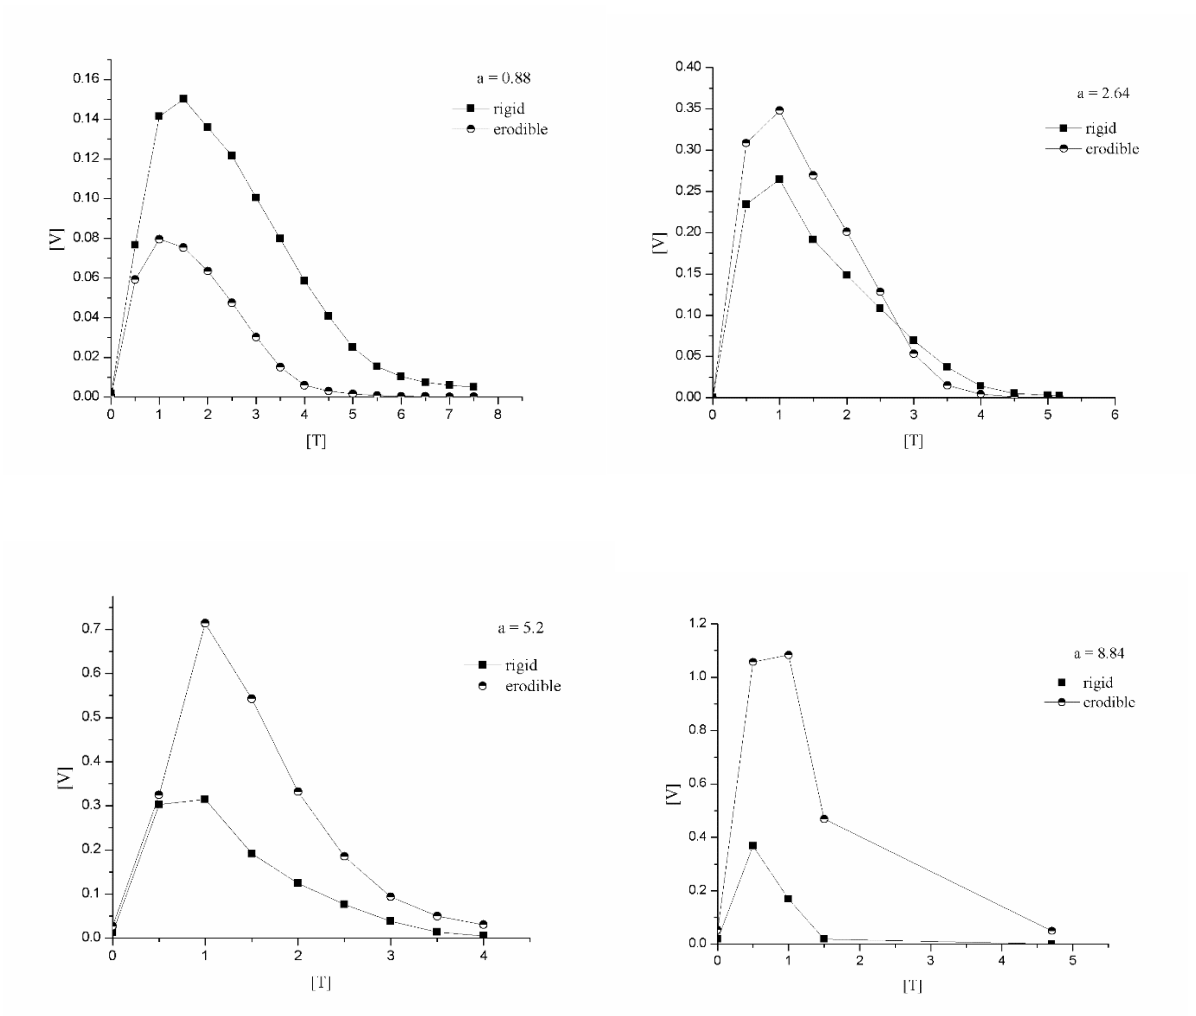 a = 0.88
rigid
erodible
0.16
0.14
0.12
0.10
0.08
0.06
0.04
0.02
0.00
[V]
0 1 2 3 4 5 6 7 8
[T]
a = 2.64
rigid
erodible
0.40
0.35
0.30
0.25
0.20
0.15
0.10
0.05
0.00
[V]
0 1 2 3 4 5 6
[T]
a = 5.2
rigid
erodible
0.7
0.6
0.5
0.4
0.3
0.2
0.1
0.0
[V]
0 1 2 3 4
[T]
a = 8.84
rigid
erodible
1.2
1.0
0.8
0.6
0.4
0.2
0.0
[V]
0 1 2 3 4 5
[T]